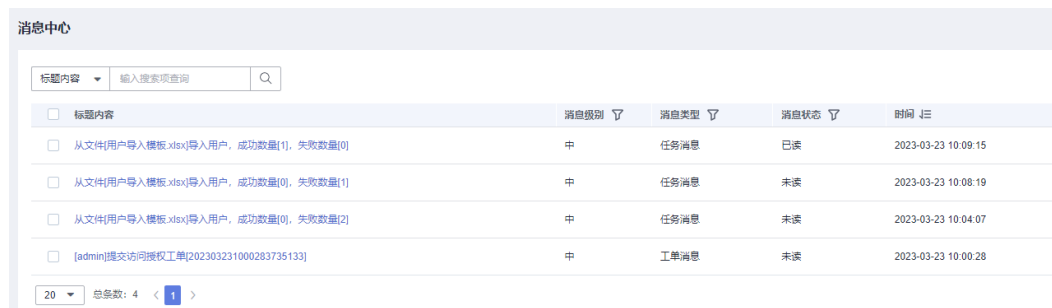 消息中心
标题内容 输入搜索项查询
标题内容 消息级别 消息类型 消息状态 时间
从文件[用户导入模板.xlsx]导入用户，成功数量[1]，失败数量[0] 中 任务消息 已读 2023-03-23 10:09:15
从文件[用户导入模板.xlsx]导入用户，成功数量[0]，失败数量[1] 中 任务消息 未读 2023-03-23 10:08:19
从文件[用户导入模板.xlsx]导入用户，成功数量[0]，失败数量[2] 中 任务消息 未读 2023-03-23 10:04:07
[admin]提交访问授权工单[202303231000283735133] 中 工单消息 未读 2023-03-23 10:00:28
20 总条数：4 < 1 >